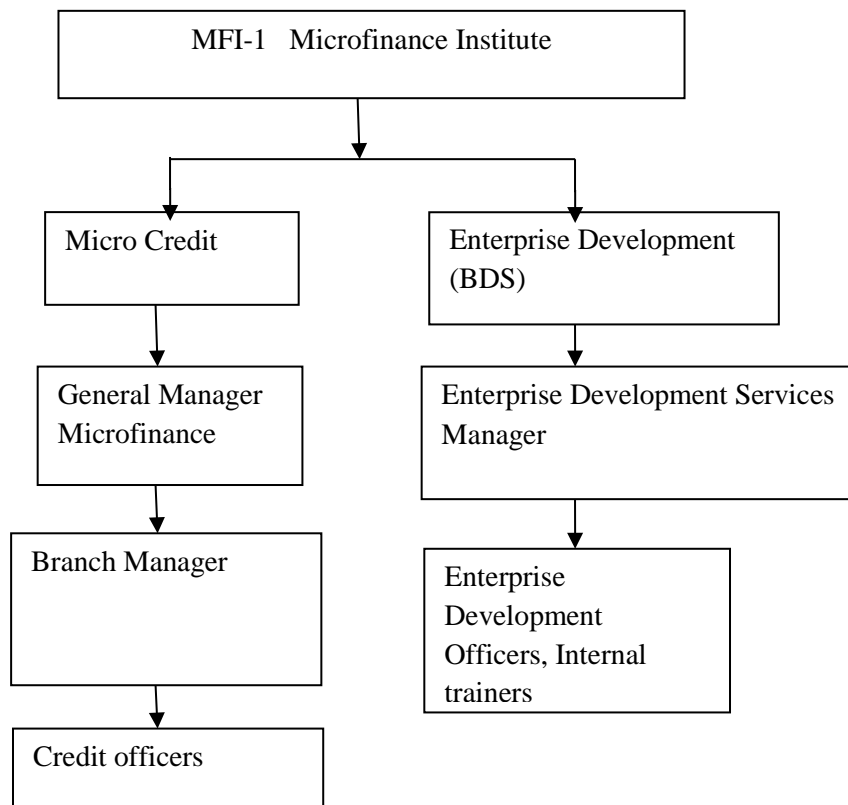 MFI-1 Microfinance Institute
Micro Credit
Enterprise Development
(BDS)
General Manager
Microfinance
Enterprise Development Services
Manager
Branch Manager
Enterprise
Development
Officers, Internal
trainers
Credit officers